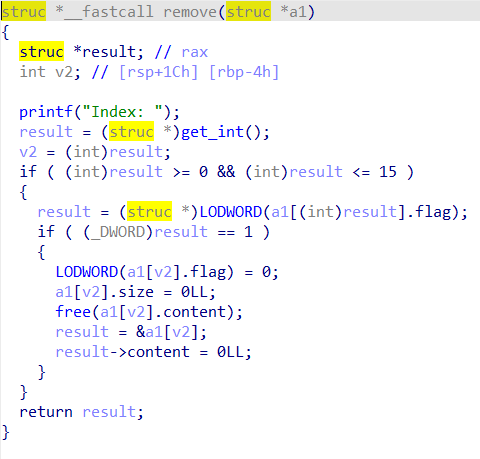 struc *__fastcall remove(struc *a1)
{
  struc *result; // rax
  int v2; // [rsp+1Ch] [rbp-4h]

  printf("Index: ");
  result = (struc *)get_int();
  v2 = (int)result;
  if ( (int)result >= 0 && (int)result <= 15 )
  {
    result = (struc *)LODWORD(a1[(int)result].flag);
    if ( (_DWORD)result == 1 )
    {
      LODWORD(a1[v2].flag) = 0;
      a1[v2].size = 0LL;
      free(a1[v2].content);
      result = &a1[v2];
      result->content = 0LL;
    }
  }
  return result;
}